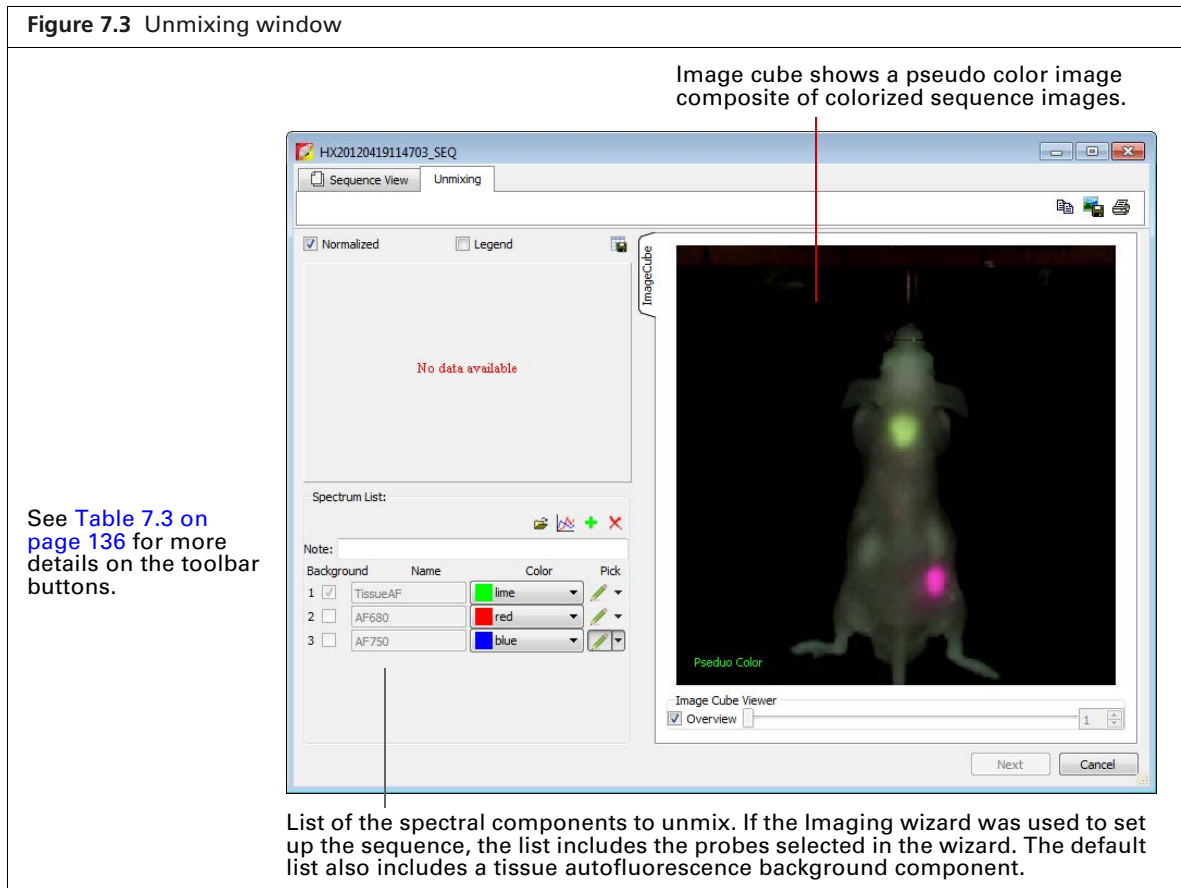 Figure 7.3 Unmixing window
Image cube shows a pseudo color image
composite of colorized sequence images.
HX20120419114703_SEQ
Sequence View
Unmixing
Normalized
Legend
ImageCube
No data available
See Table 7.3 on
page 136 for more
details on the toolbar
buttons.
Spectrum List:
Note:
Background Name Color Pick
1 TissueAF lime
2 AF680 red
3 AF750 blue
Pseduo Color
Image Cube Viewer
Overview 1
Next Cancel
List of the spectral components to unmix. If the Imaging wizard was used to set
up the sequence, the list includes the probes selected in the wizard. The default
list also includes a tissue autofluorescence background component.